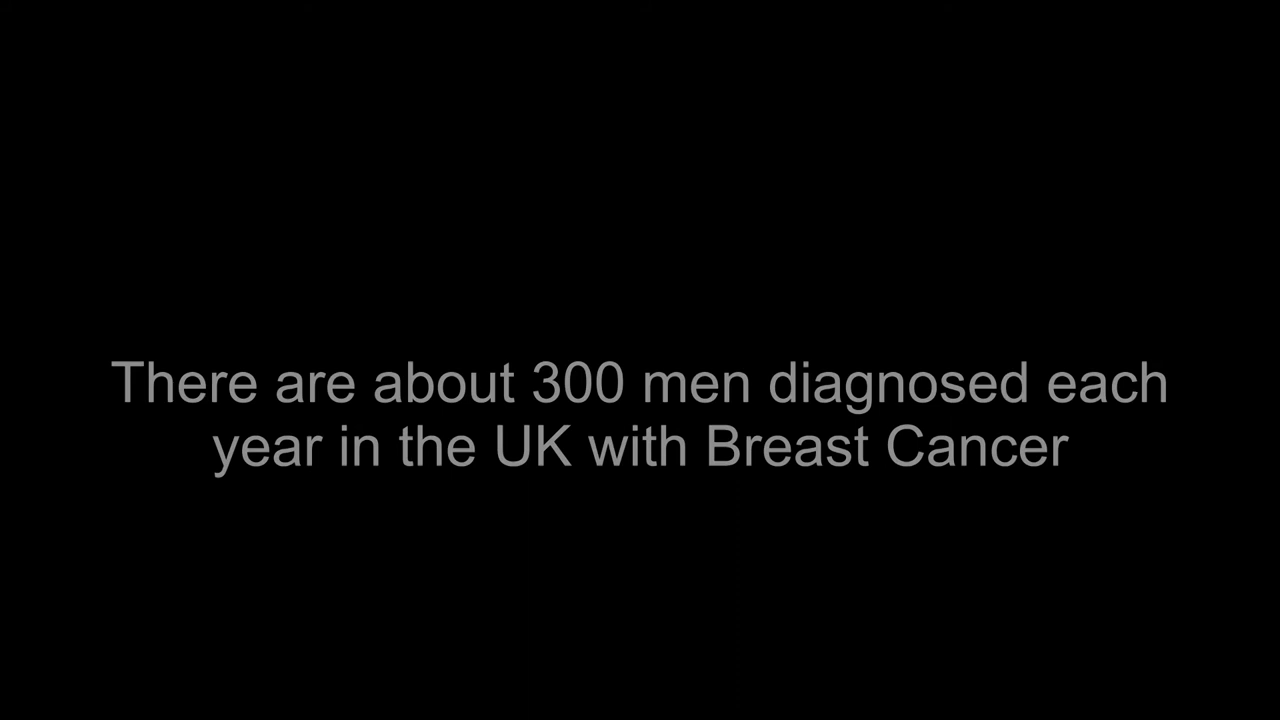 There are about 300 men diagnosed each
year in the UK with Breast Cancer